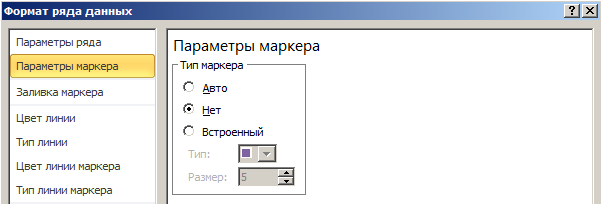 Формат ряда данных
Параметры ряда
Параметры маркера
Заливка маркера
Цвет линии
Тип линии
Цвет линии маркера
Тип линии маркера
Параметры маркера
Тип маркера
Авто
Нет
Встроенный
Тип:
Размер: 5